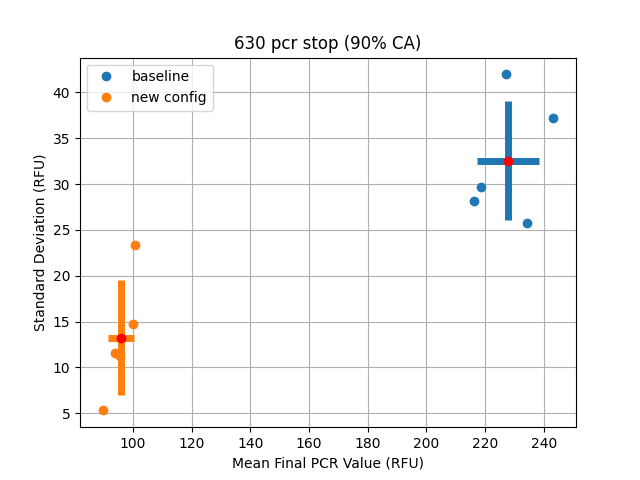 630 pcr stop (90% CA)
baseline
new config
Standard Deviation (RFU)
40
35
30
25
20
15
10
5
100 120 140 160 180 200 220 240
Mean Final PCR Value (RFU)